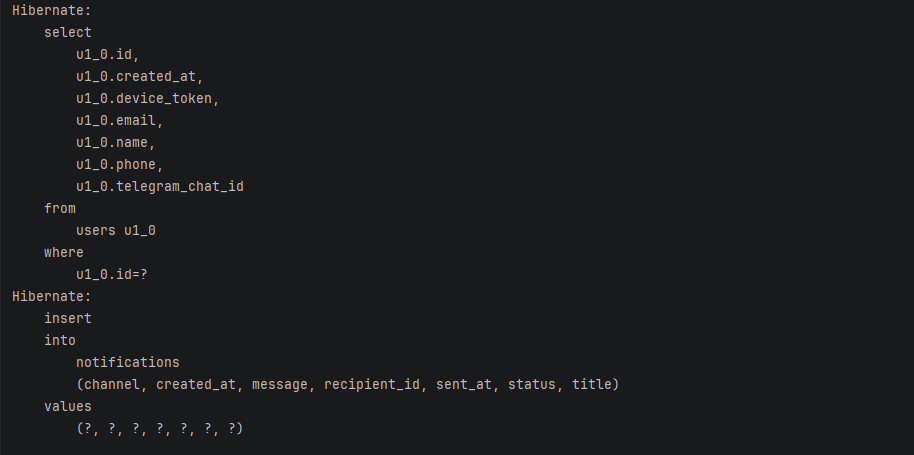 Hibernate:
    select
        u1_0.id,
        u1_0.created_at,
        u1_0.device_token,
        u1_0.email,
        u1_0.name,
        u1_0.phone,
        u1_0.telegram_chat_id
    from
        users u1_0
    where
        u1_0.id=?
Hibernate:
    insert
    into
        notifications
        (channel, created_at, message, recipient_id, sent_at, status, title)
    values
        (?, ?, ?, ?, ?, ?, ?)